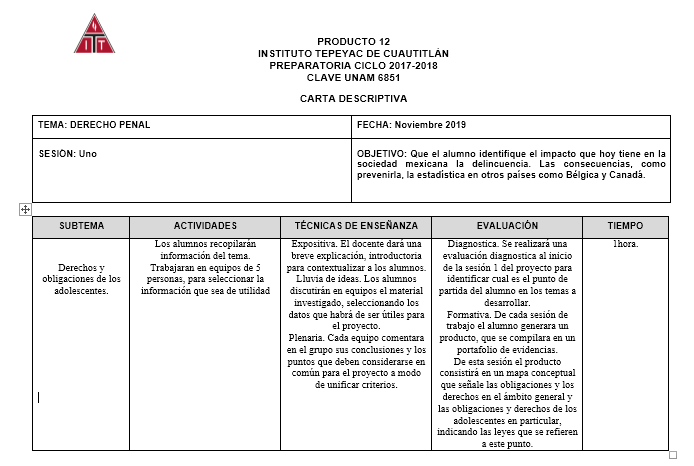 ITT
PRODUCTO 12
INSTITUTO TEPEYAC DE CUAUTITLÁN
PREPARATORIA CICLO 2017-2018
CLAVE UNAM 6851
CARTA DESCRIPTIVA
TEMA: DERECHO PENAL
FECHA: Noviembre 2019
SESIÓN: Uno
OBJETIVO: Que el alumno identifique el impacto que hoy tiene en la
sociedad mexicana la delincuencia. Las consecuencias, como
prevenirla, la estadística en otros países como Bélgica y Canadá.
SUBTEMA
ACTIVIDADES
TÉCNICAS DE ENSEÑANZA
EVALUACIÓN
TIEMPO
Derechos y
obligaciones de los
adolescentes.
Los alumnos recopilarán
información del tema.
Trabajaran en equipos de 5
personas, para seleccionar la
información que sea de utilidad
Expositiva. El docente dará una
breve explicación, introductoria
para contextualizar a los alumnos.
Lluvia de ideas. Los alumnos
discutirán en equipos el material
investigado, seleccionando los
datos que habrá de ser útiles para
el proyecto.
Plenaria. Cada equipo comentara
en el grupo sus conclusiones y los
puntos que deben considerarse en
común para el proyecto a modo
de unificar criterios.
Diagnostica. Se realizará una
evaluación diagnostica al inicio
de la sesión 1 del proyecto para
identificar cual es el punto de
partida del alumno en los temas a
desarrollar.
Formativa. De cada sesión de
trabajo el alumno generara un
producto, que se compilara en un
portafolio de evidencias.
De esta sesión el producto
consistirá en un mapa conceptual
que señale las obligaciones y los
derechos en el ámbito general y
las obligaciones y derechos de los
adolescentes en particular,
indicando las leyes que se refieren
a este punto.
1hora.